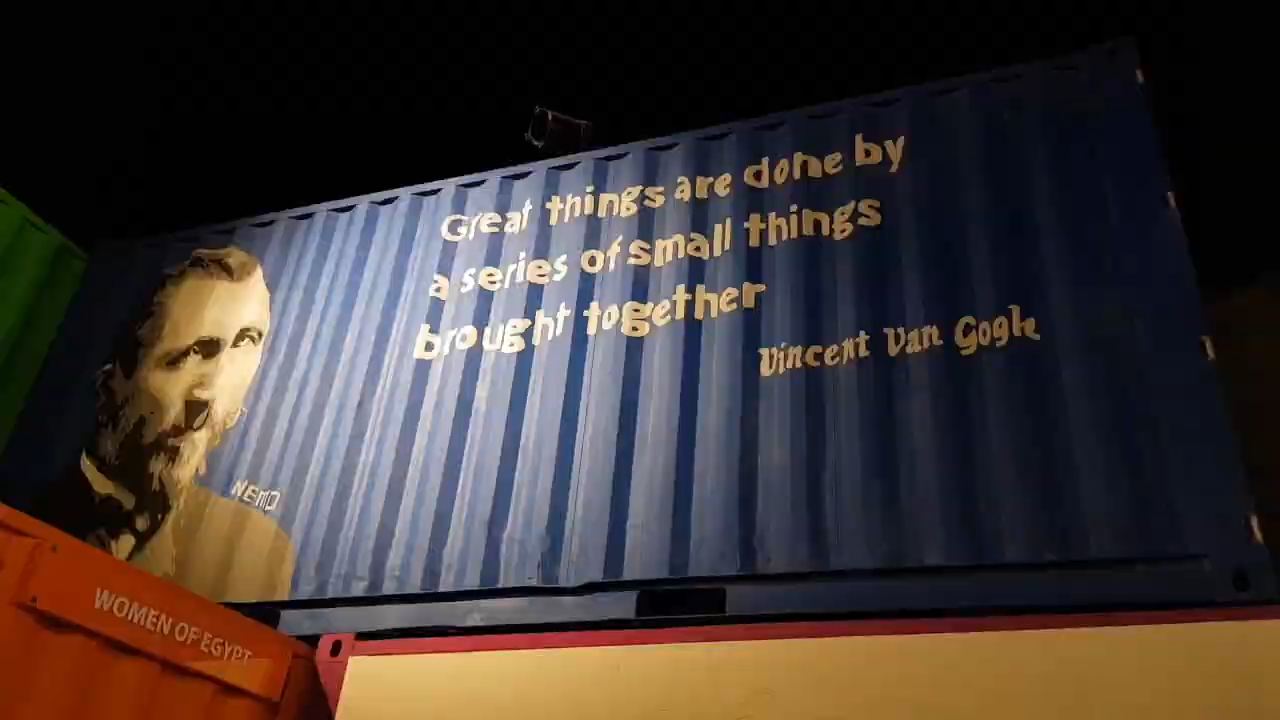 Great things are done by
a series of small things
brought together
Vincent Van Gogh
NEMO
WOMEN OF EGYPT